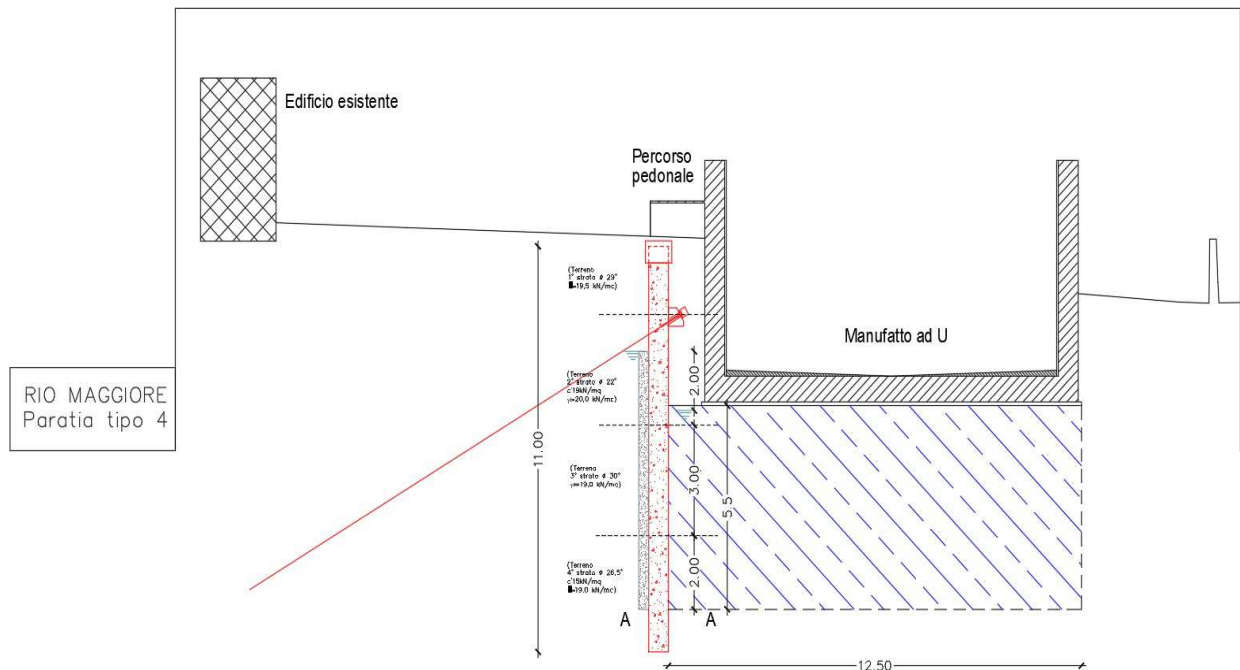 Edificio esistente
Percorso
pedonale
(Terreno
1° strato ϕ 29°
=19,5 kN/mc)
Manufatto ad U
RIO MAGGIORE
Paratia tipo 4
(Terreno
2° strato ϕ 22°
c'19kN/mq
γ=20,0 kN/mc)
2.00
11.00
(Terreno
3° strato ϕ 30°
γ=19,0 kN/mc)
3.00
5.5
(Terreno
4° strato ϕ 26,5°
c'15kN/mq
=19,0 kN/mc)
2.00
A
A
12.50